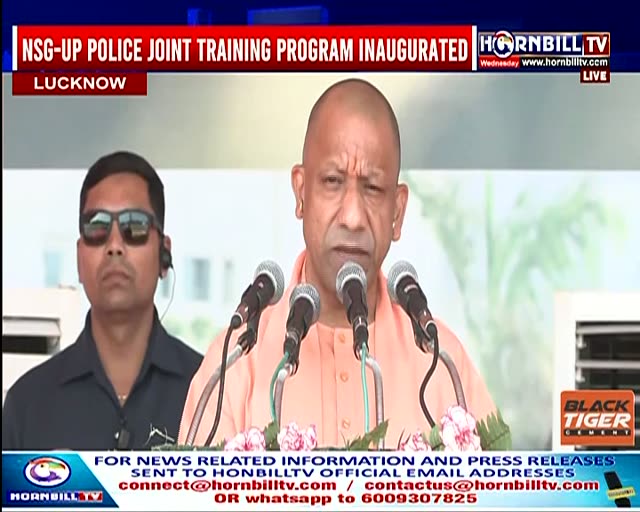 NSG-UP POLICE JOINT TRAINING PROGRAM INAUGURATED
HORNBILL TV
Wednesday www.hornbilltv.com
LIVE
LUCKNOW
BLACK
TIGER
CEMENT
FOR NEWS RELATED INFORMATION AND PRESS RELEASES
SENT TO HONBILLTV OFFICIAL EMAIL ADDRESSES
connect@hornbilltv.com / contactus@hornbilltv.com
OR whatsapp to 6009307825
HORNBILL TV